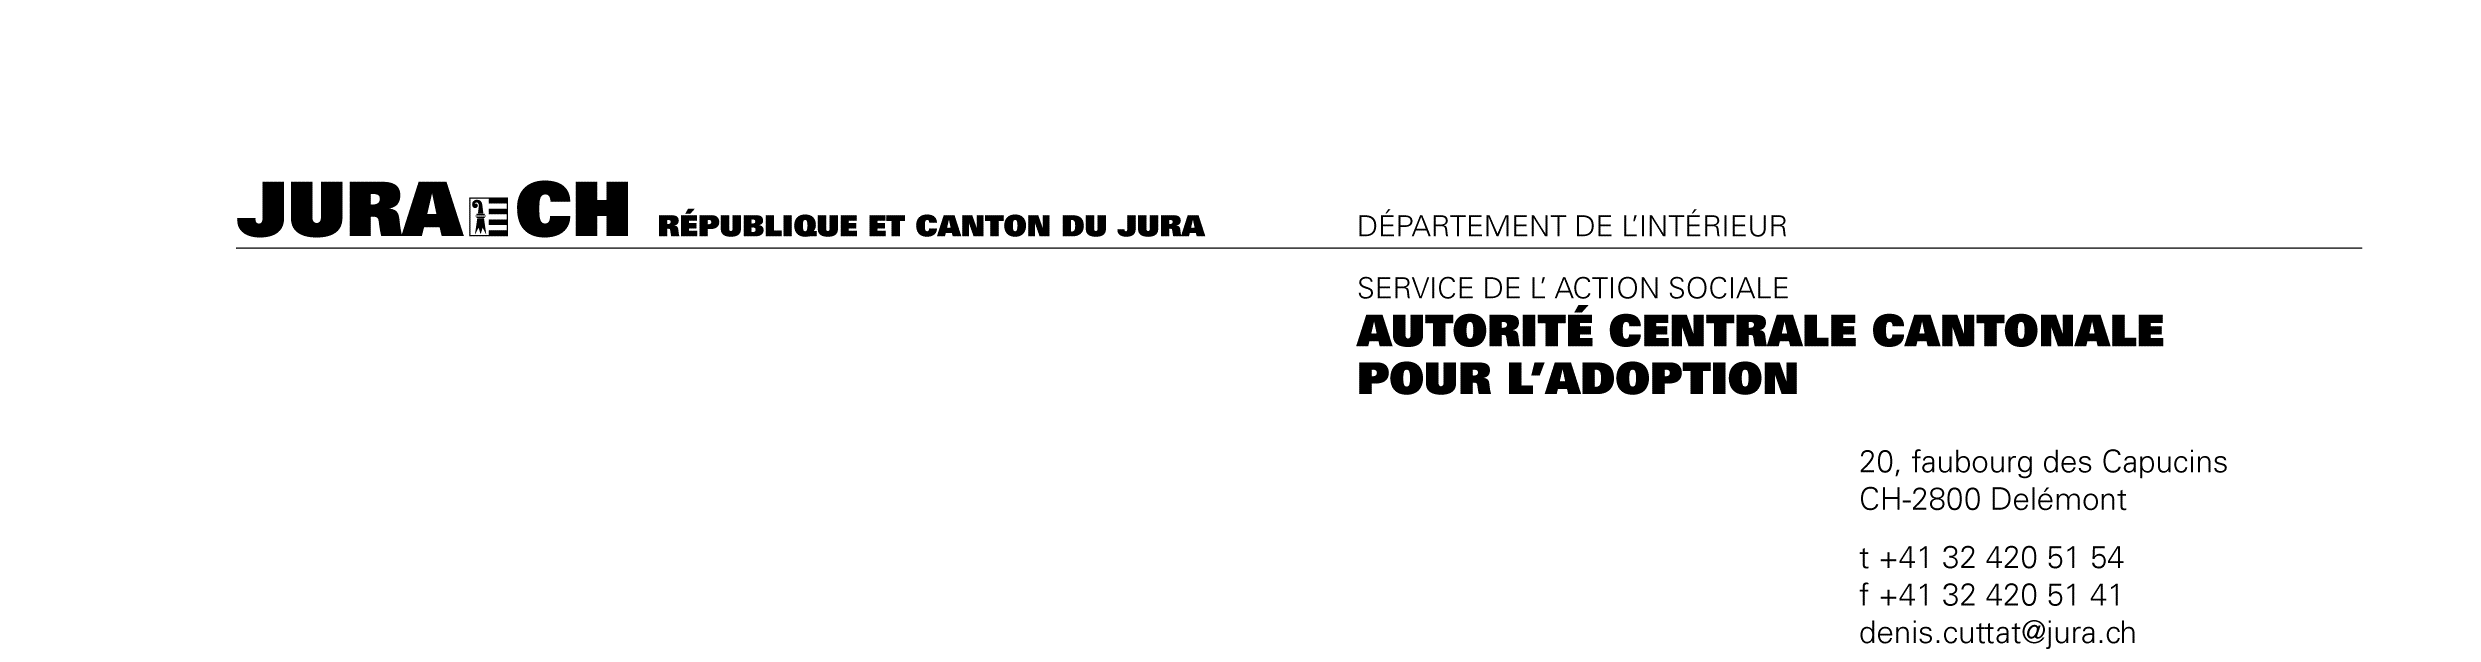 JURA CH RÉPUBLIQUE ET CANTON DU JURA
DÉPARTEMENT DE L’INTÉRIEUR
SERVICE DE L’ ACTION SOCIALE
AUTORITÉ CENTRALE CANTONALE
POUR L’ADOPTION
20, faubourg des Capucins
CH-2800 Delémont
t +41 32 420 51 54
f +41 32 420 51 41
denis.cuttat@jura.ch